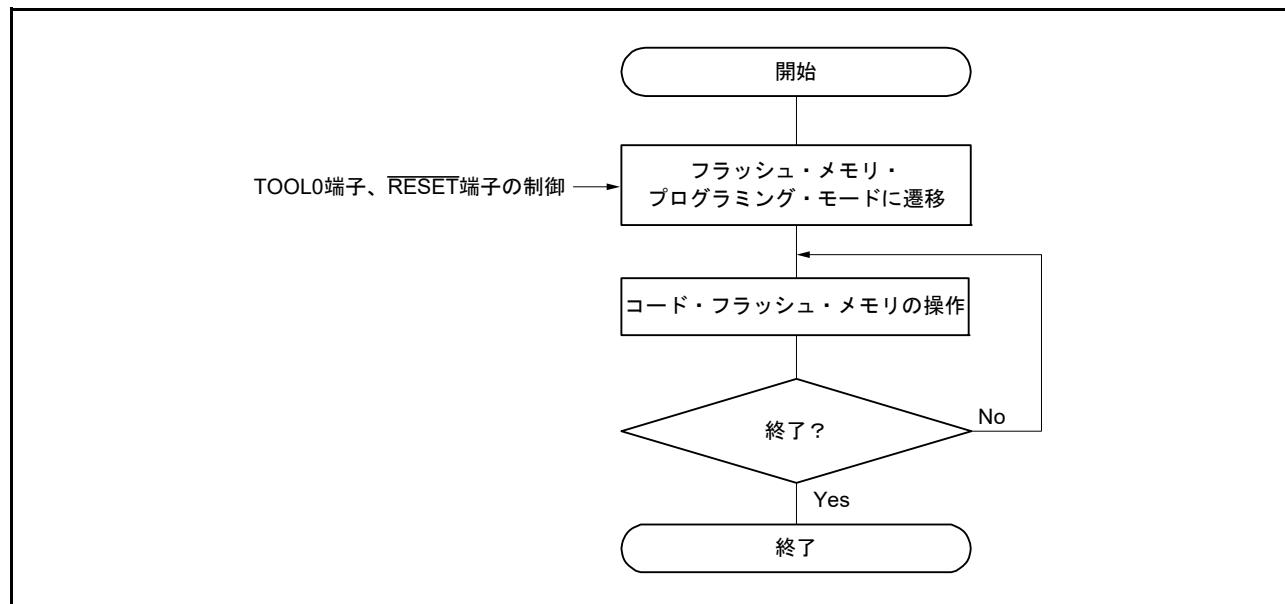 開始
フラッシュ・メモリ・
TOOL0端子、RESET端子の制御
プログラミング・モードに遷移
コード・フラッシュ・メモリの操作
終了？
No
Yes
終了